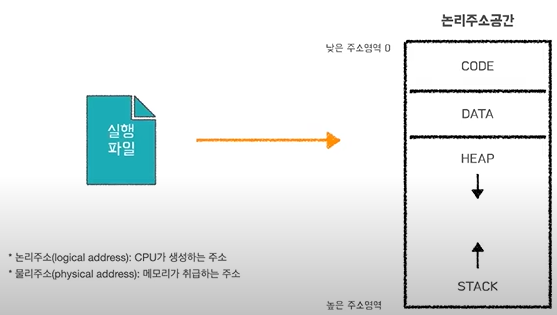 논리주소공간
낮은 주소영역 0
CODE
DATA
HEAP
실행
파일
* 논리주소(logical address): CPU가 생성하는 주소
* 물리주소(physical address): 메모리가 취급하는 주소
STACK
높은 주소영역